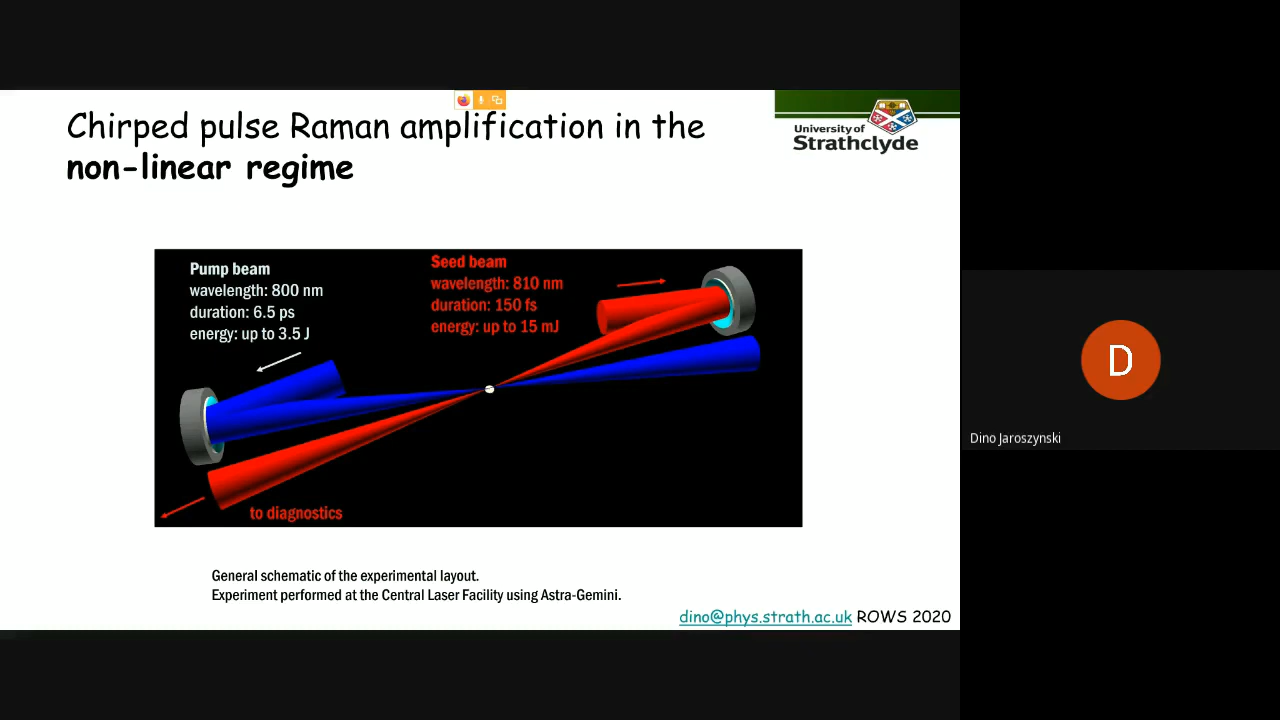 Chirped pulse Raman amplification in the
non-linear regime
University of
Strathclyde
Pump beam
wavelength: 800 nm
duration: 6.5 ps
energy: up to 3.5 J
Seed beam
wavelength: 810 nm
duration: 150 fs
energy: up to 15 mJ
to diagnostics
General schematic of the experimental layout.
Experiment performed at the Central Laser Facility using Astra-Gemini.
dino@phys.strath.ac.uk ROWS 2020
D
Dino Jaroszynski